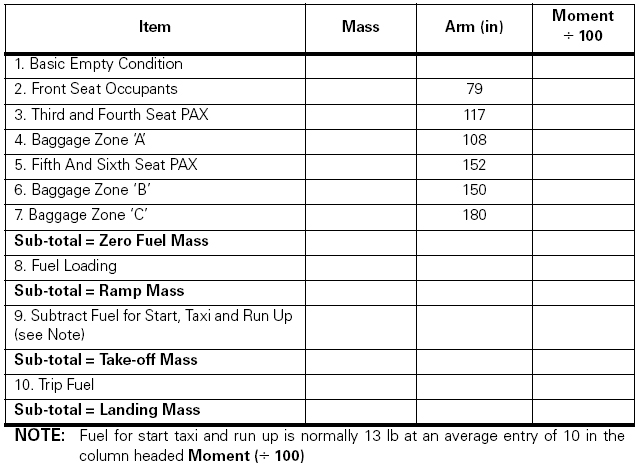 Item Mass Arm (in) Moment ÷ 100
1. Basic Empty Condition
2. Front Seat Occupants 79
3. Third and Fourth Seat PAX 117
4. Baggage Zone ‘A’ 108
5. Fifth And Sixth Seat PAX 152
6. Baggage Zone ‘B’ 150
7. Baggage Zone ‘C’ 180
Sub-total = Zero Fuel Mass
8. Fuel Loading
Sub-total = Ramp Mass
9. Subtract Fuel for Start, Taxi and Run Up
(see Note)
Sub-total = Take-off Mass
10. Trip Fuel
Sub-total = Landing Mass
NOTE: Fuel for start taxi and run up is normally 13 lb at an average entry of 10 in the
column headed Moment (÷ 100)